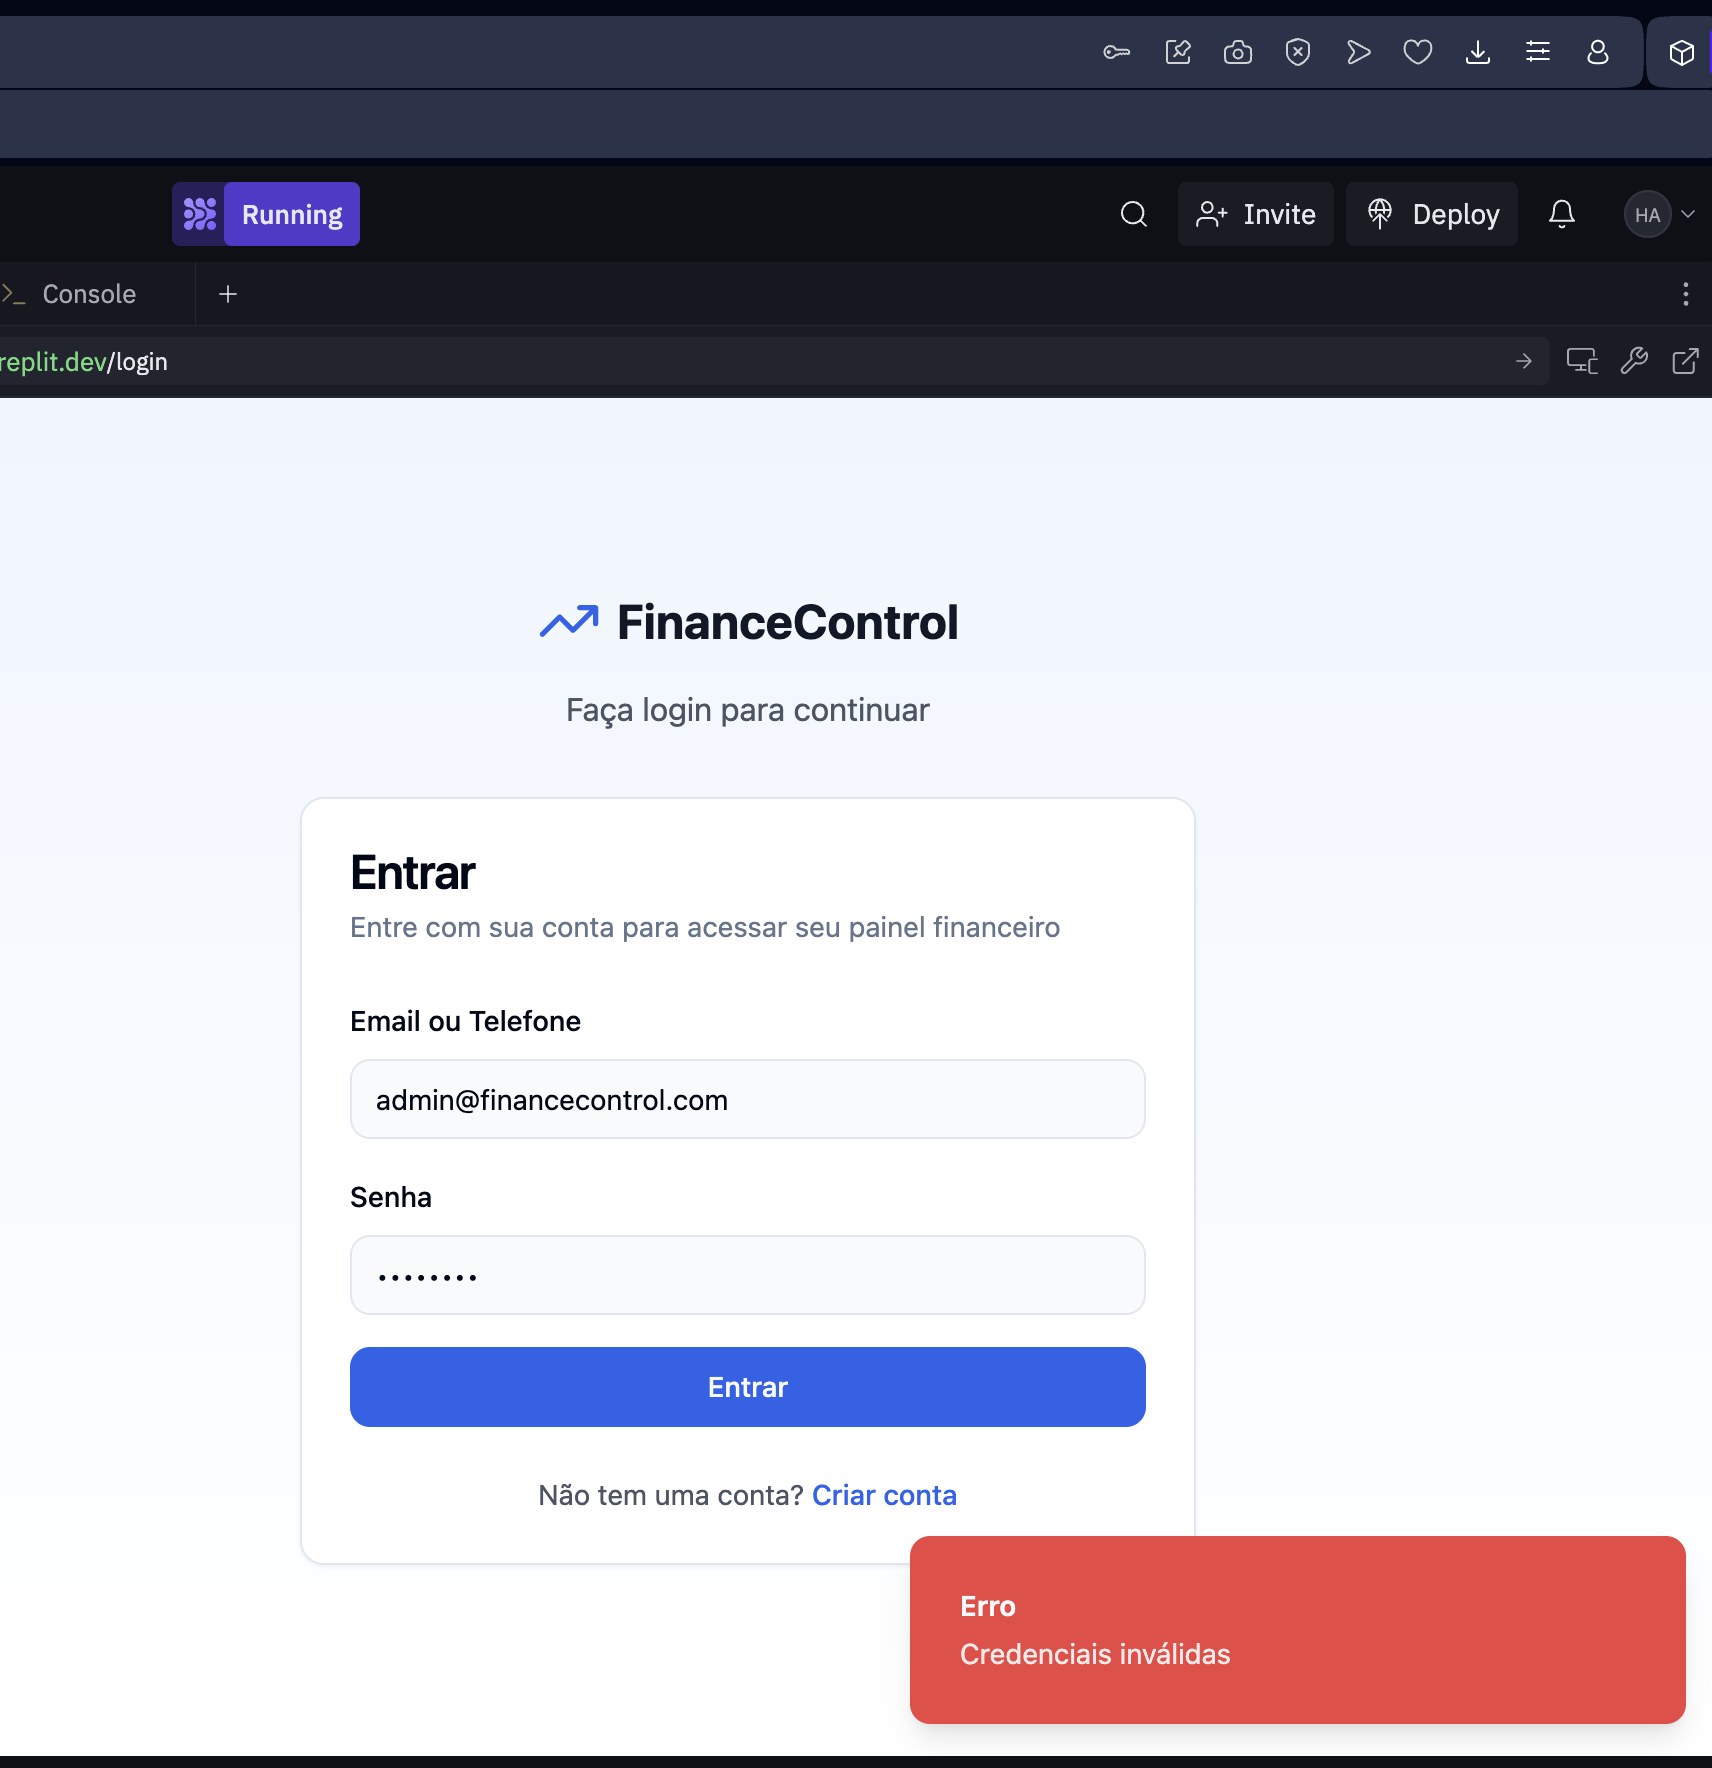 Running
Invite
Deploy
HA
Console
replit.dev/login
FinanceControl
Faça login para continuar
Entrar
Entre com sua conta para acessar seu painel financeiro
Email ou Telefone
admin@financecontrol.com
Senha
Entrar
Não tem uma conta? Criar conta
Erro
Credenciais inválidas